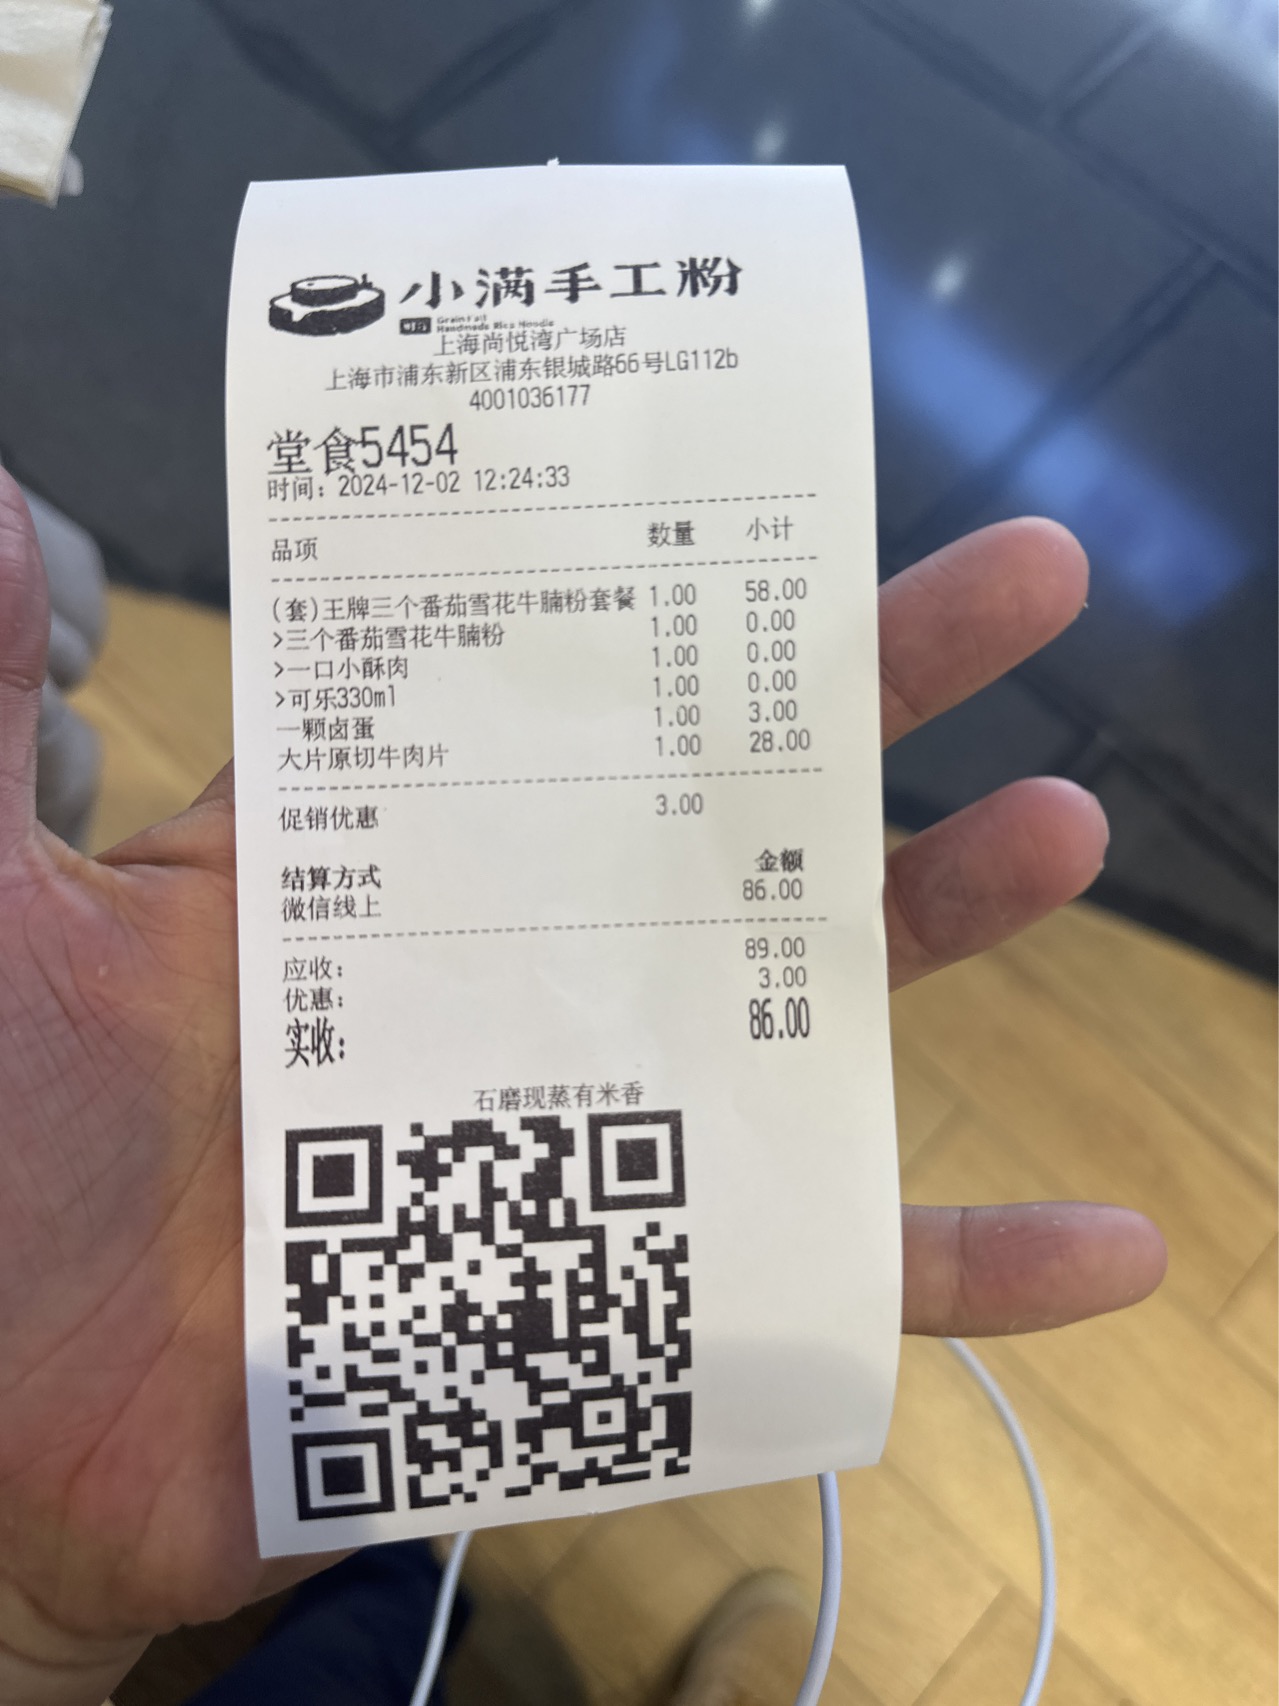 小满手工粉
Grain Full
Handmade Rice Noodle
上海尚悦湾广场店
上海市浦东新区浦东银城路66号LG112b
4001036177
堂食5454
时间：2024-12-02 12:24:33
品项 数量 小计
(套)王牌三个番茄雪花牛腩粉套餐 1.00 58.00
>三个番茄雪花牛腩粉 1.00 0.00
>一口小酥肉 1.00 0.00
>可乐330ml 1.00 0.00
一颗卤蛋 1.00 3.00
大片原切牛肉片 1.00 28.00
促销优惠 3.00
结算方式 金额
微信线上 86.00
应收： 89.00
优惠： 3.00
实收： 86.00
石磨现蒸有米香